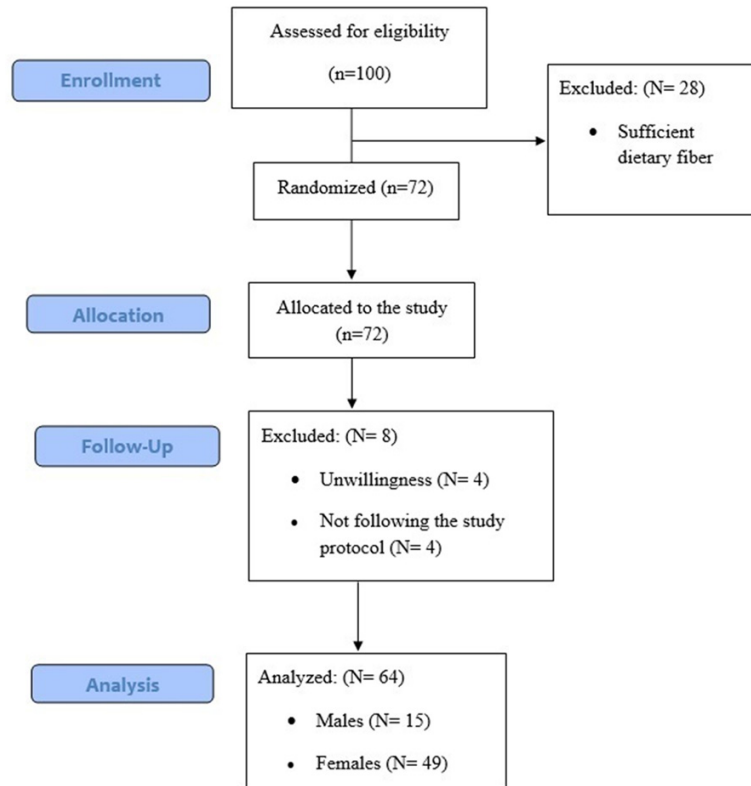 Assessed for eligibility
(n=100)
Enrollment
Excluded: (N= 28)
• Sufficient
dietary fiber
Randomized (n=72)
Allocation
Allocated to the study
(n=72)
Follow-Up
Excluded: (N= 8)
• Unwillingness (N= 4)
• Not following the study
protocol (N= 4)
Analysis
Analyzed: (N= 64)
• Males (N= 15)
• Females (N= 49)